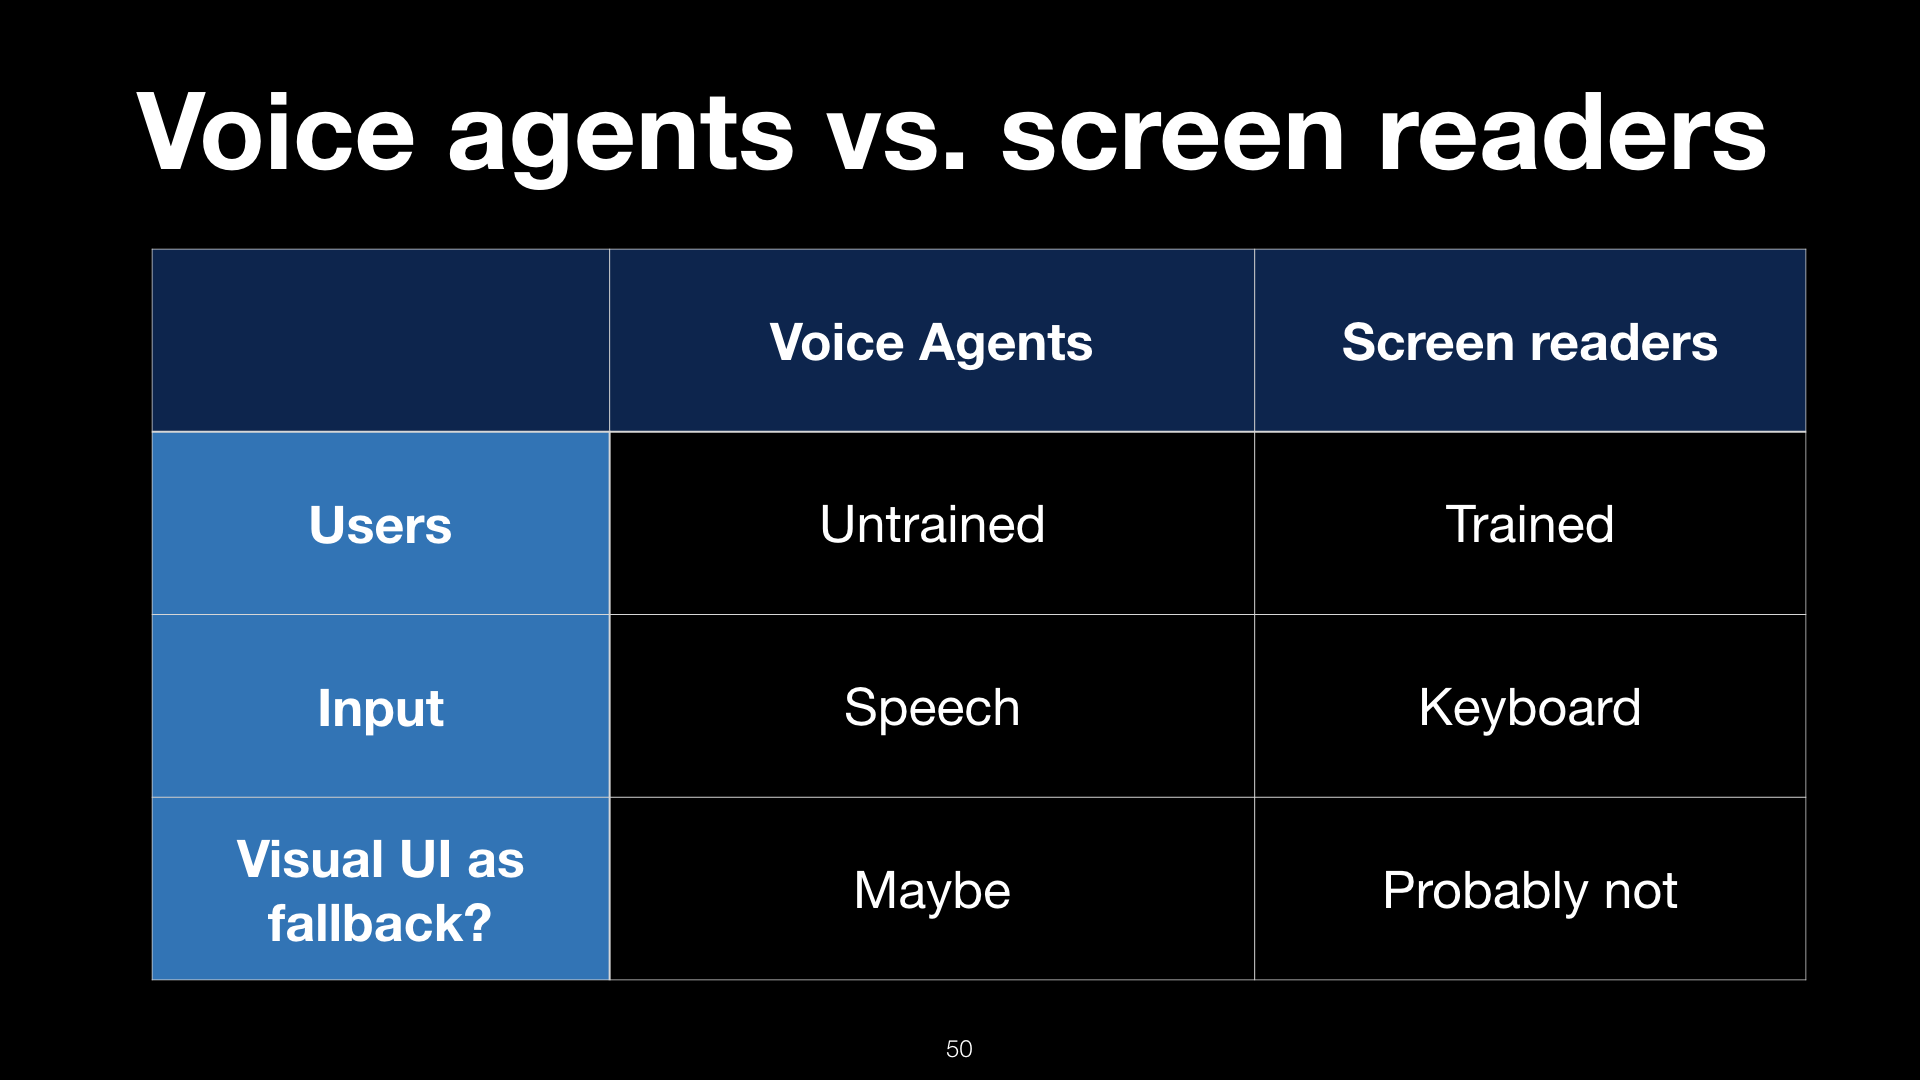 Voice agents vs. screen readers
Voice Agents
Screen readers
Users
Untrained
Trained
Input
Speech
Keyboard
Visual UI as
fallback?
Maybe
Probably not
50